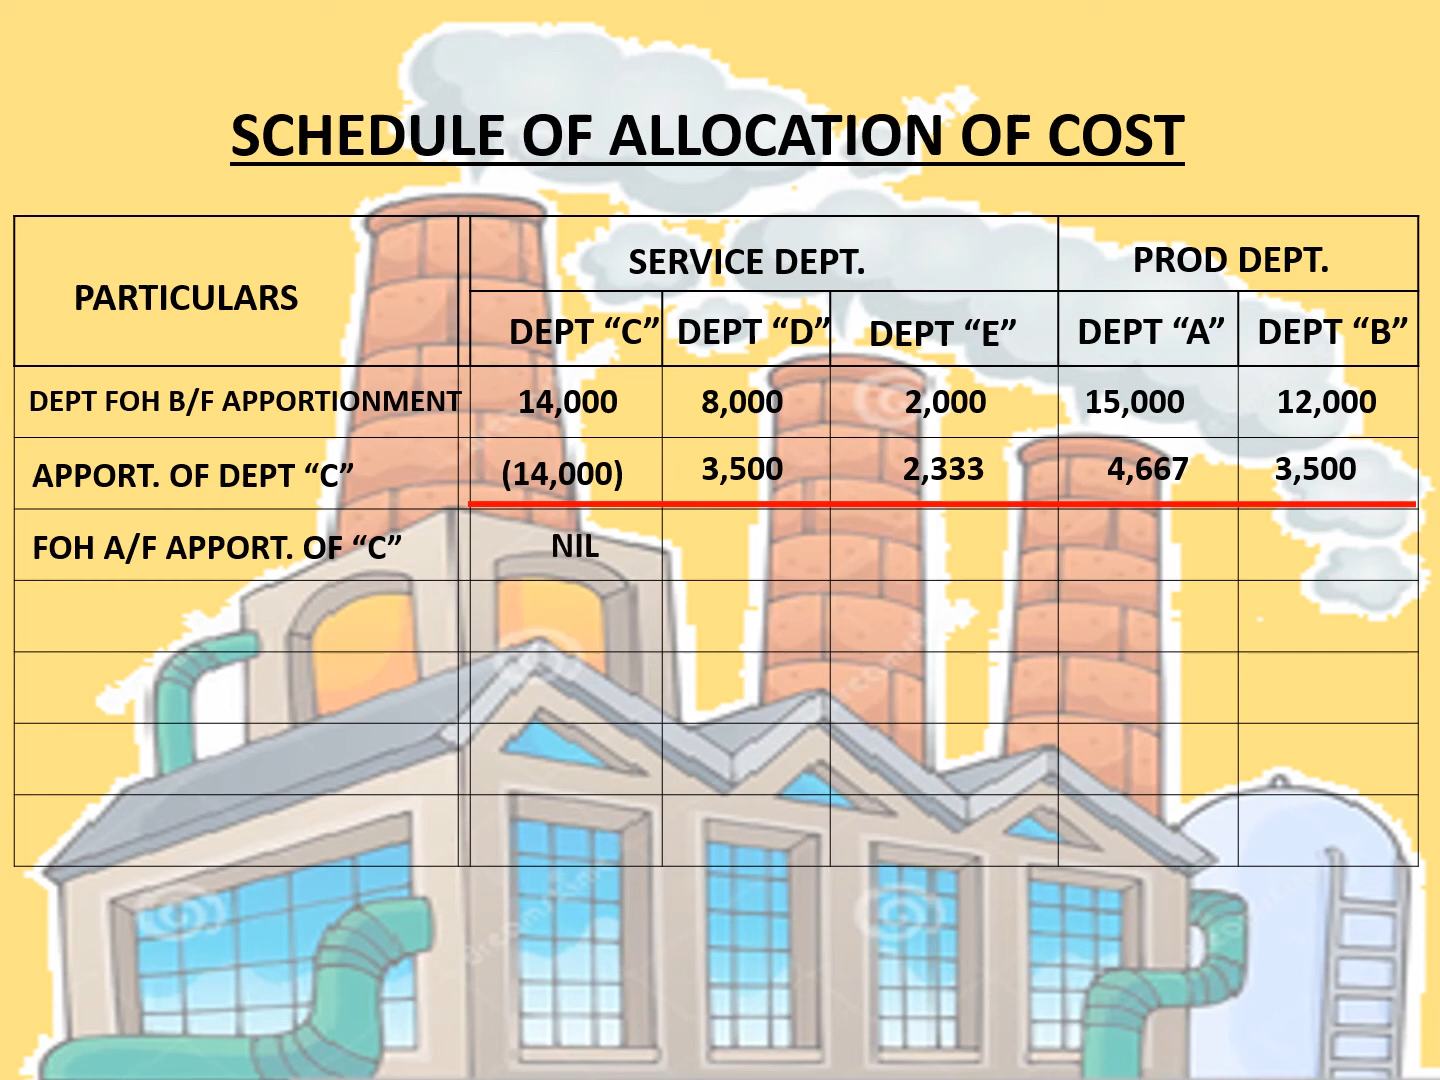 SCHEDULE OF ALLOCATION OF COST
PARTICULARS
SERVICE DEPT.
PROD DEPT.
DEPT “C” DEPT “D” DEPT “E” DEPT “A” DEPT “B”
DEPT FOH B/F APPORTIONMENT 14,000 8,000 2,000 15,000 12,000
APPORT. OF DEPT “C” (14,000) 3,500 2,333 4,667 3,500
FOH A/F APPORT. OF “C” NIL